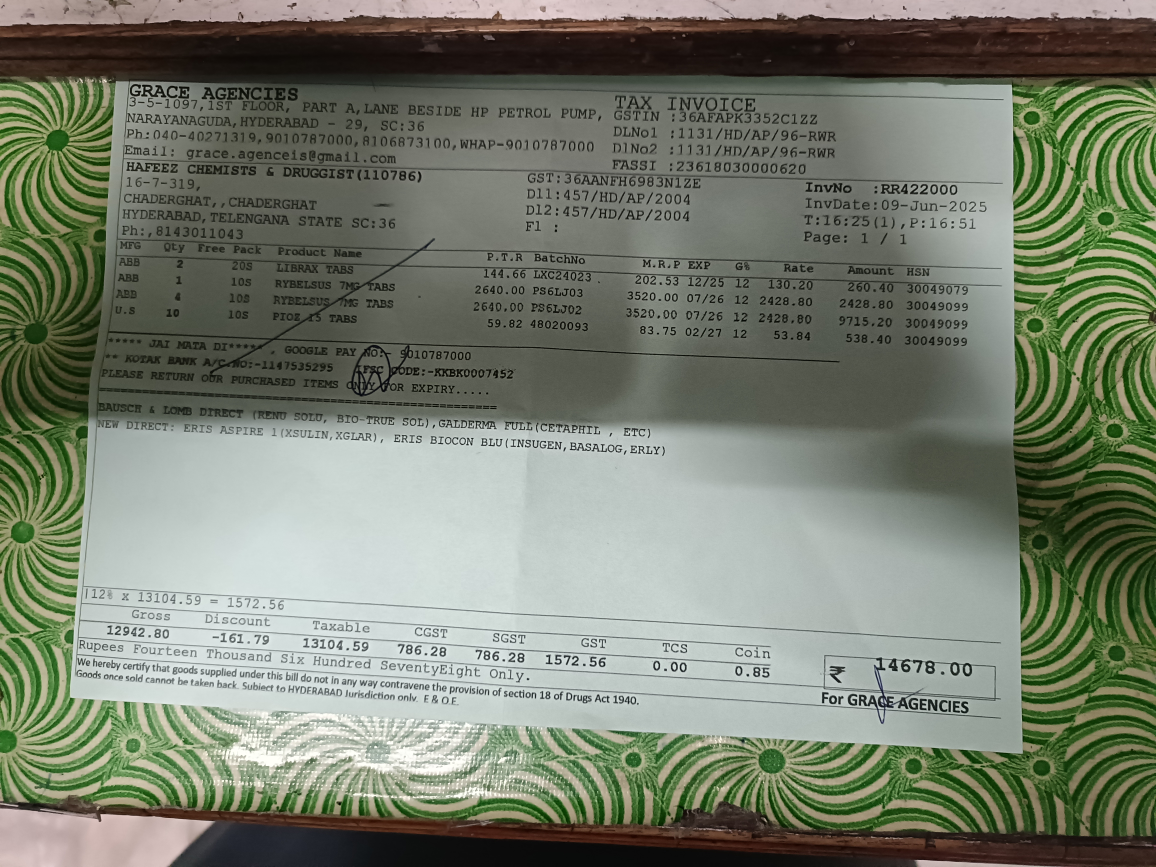 GRACE AGENCIES
3-5-1097,1ST FLOOR, PART A,LANE BESIDE HP PETROL PUMP,
NARAYANAGUDA,HYDERABAD - 29, SC:36
Ph:040-40271319,9010787000,8106873100,WHAP-9010787000
Email: grace.agenceis@gmail.com
TAX INVOICE
GSTIN :36AFAPK3352C1ZZ
DLNo1 :1131/HD/AP/96-RWR
DlNo2 :1131/HD/AP/96-RWR
FASSI :23618030000620
HAFEEZ CHEMISTS & DRUGGIST(110786)
16-7-319,
CHADERGHAT,,CHADERGHAT
HYDERABAD,TELENGANA STATE SC:36
Ph:,8143011043
GST:36AANFH6983N1ZE
Dl1:457/HD/AP/2004
Dl2:457/HD/AP/2004
Fl :
InvNo :RR422000
InvDate:09-Jun-2025
T:16:25(1),P:16:51
Page: 1 / 1
MFG Qty Free Pack Product Name P.T.R BatchNo M.R.P EXP G% Rate Amount HSN
ABB 2 20S LIBRAX TABS 144.66 LXC24023 202.53 12/25 12 130.20 260.40 30049079
ABB 1 10S RYBELSUS 7MG TABS 2640.00 PS6LJ03 3520.00 07/26 12 2428.80 2428.80 30049099
ABB 4 10S RYBELSUS 7MG TABS 2640.00 PS6LJ02 3520.00 07/26 12 2428.80 9715.20 30049099
U.S 10 10S PIOZ 15 TABS 59.82 48020093 83.75 02/27 12 53.84 538.40 30049099
***** JAI MATA DI***** , GOOGLE PAY NO:- 9010787000
** KOTAK BANK A/C NO:-1147535295 IFSC CODE:-KKBK0007452
PLEASE RETURN OUR PURCHASED ITEMS ONLY FOR EXPIRY.....
BAUSCH & LOMB DIRECT (RENU SOLU, BIO-TRUE SOL),GALDERMA FULL(CETAPHIL , ETC)
NEW DIRECT: ERIS ASPIRE 1(XSULIN,XGLAR), ERIS BIOCON BLU(INSUGEN,BASALOG,ERLY)
|12% x 13104.59 = 1572.56
Gross Discount Taxable CGST SGST GST TCS Coin
12942.80 -161.79 13104.59 786.28 786.28 1572.56 0.00 0.85
Rupees Fourteen Thousand Six Hundred SeventyEight Only.
₹ 14678.00
We hereby certify that goods supplied under this bill do not in any way contravene the provision of section 18 of Drugs Act 1940.
Goods once sold cannot be taken back. Subject to HYDERABAD Jurisdiction only. E & O.E.
For GRACE AGENCIES